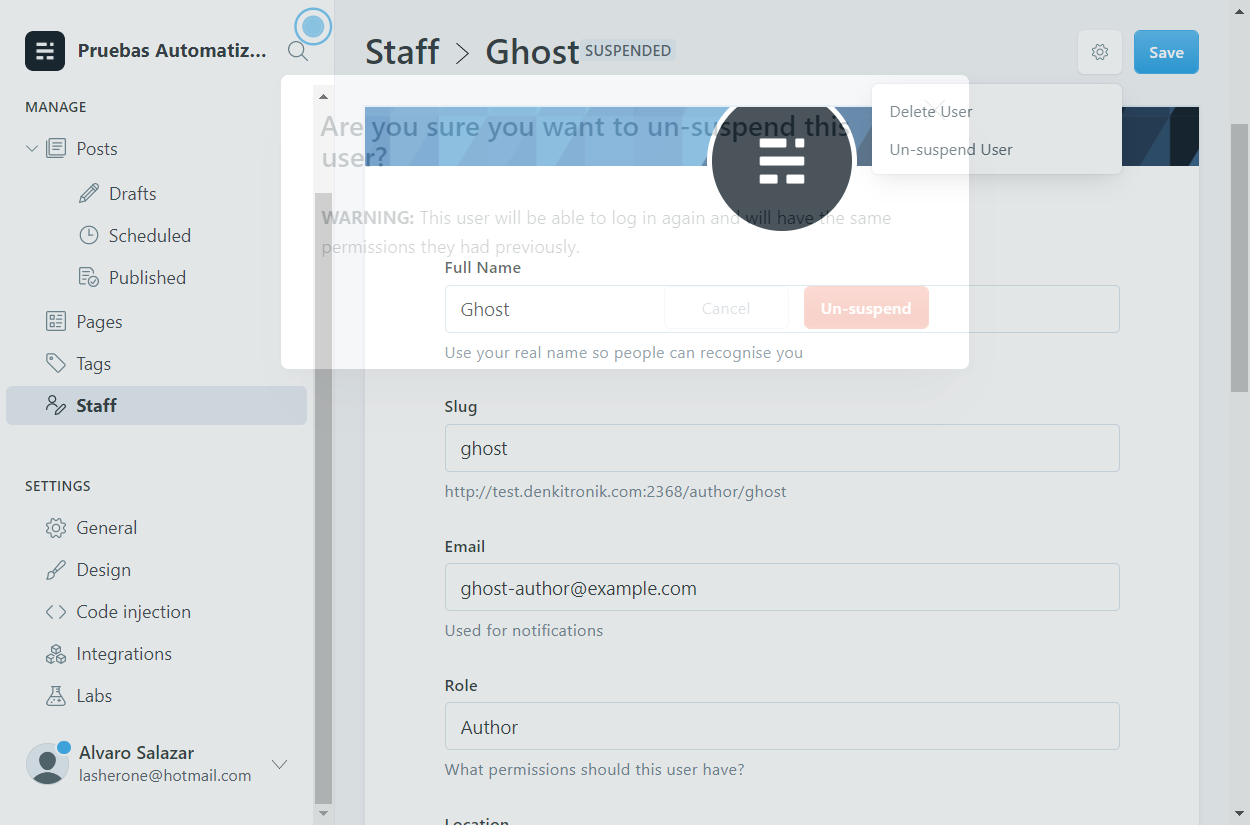 Pruebas Automatiz...
MANAGE
Posts
Drafts
Scheduled
Published
Pages
Tags
Staff
SETTINGS
General
Design
Code injection
Integrations
Labs
Alvaro Salazar
lasherone@hotmail.com
Staff > Ghost SUSPENDED
Save
Delete User
Un-suspend User
Are you sure you want to un-suspend this
user?
WARNING: This user will be able to log in again and will have the same
permissions they had previously.
Cancel
Un-suspend
Full Name
Ghost
Use your real name so people can recognise you
Slug
ghost
http://test.denkitronik.com:2368/author/ghost
Email
ghost-author@example.com
Used for notifications
Role
Author
What permissions should this user have?
Location